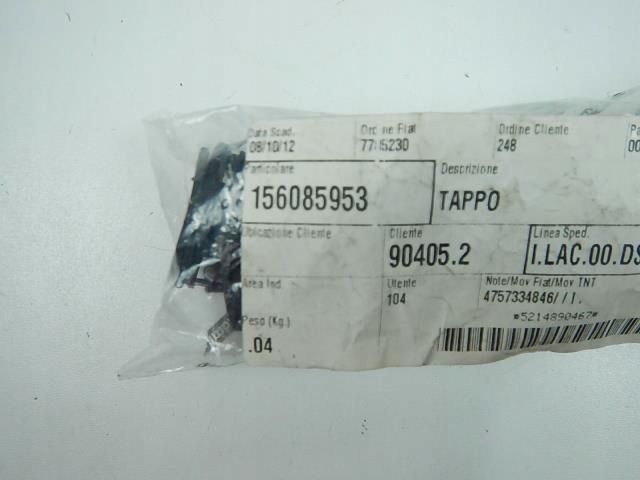 Data Scad. Ordine Fiat Ordine Cliente
08/10/12 248
Particolare Descrizione
156085953 TAPPO
Ubicazione Cliente Cliente Linea Sped.
90405.2 I.LAC.00.DS
Area Ind. Utente Note/Mov Fiat/Mov TNT
104 4757334846//1.
*5214890467*
Peso (Kg.)
.04